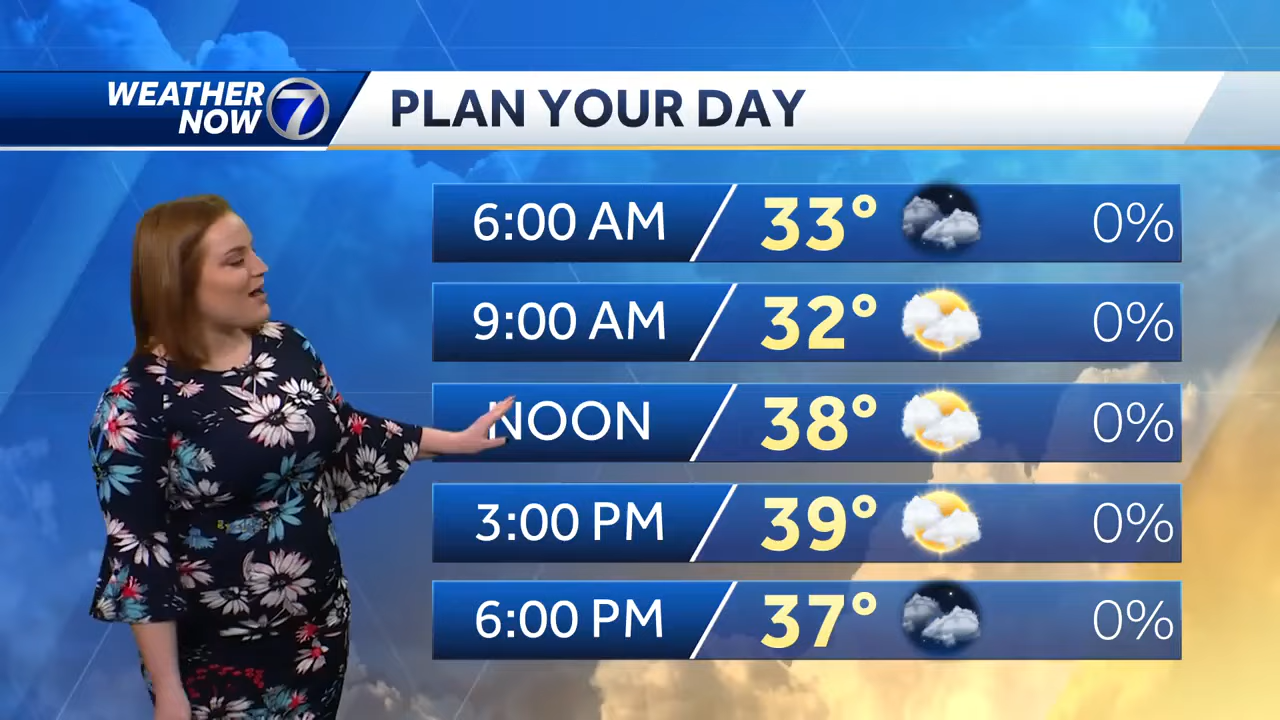 WEATHER
NOW 7
PLAN YOUR DAY
6:00 AM 33° 0%
9:00 AM 32° 0%
NOON 38° 0%
3:00 PM 39° 0%
6:00 PM 37° 0%